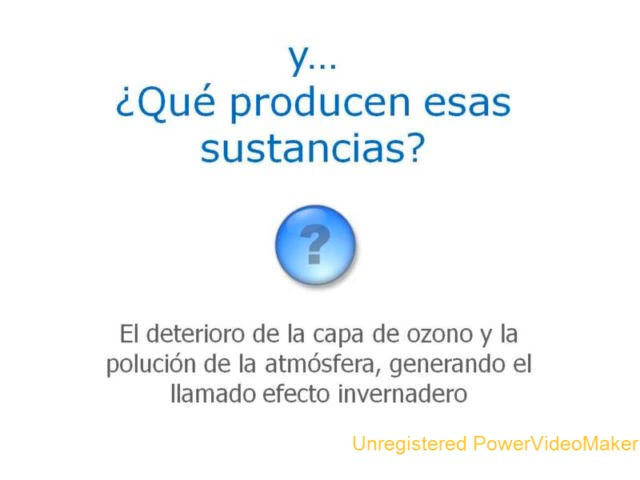 y...
¿Qué producen esas
sustancias?
?
El deterioro de la capa de ozono y la
polución de la atmósfera, generando el
llamado efecto invernadero
Unregistered PowerVideoMaker